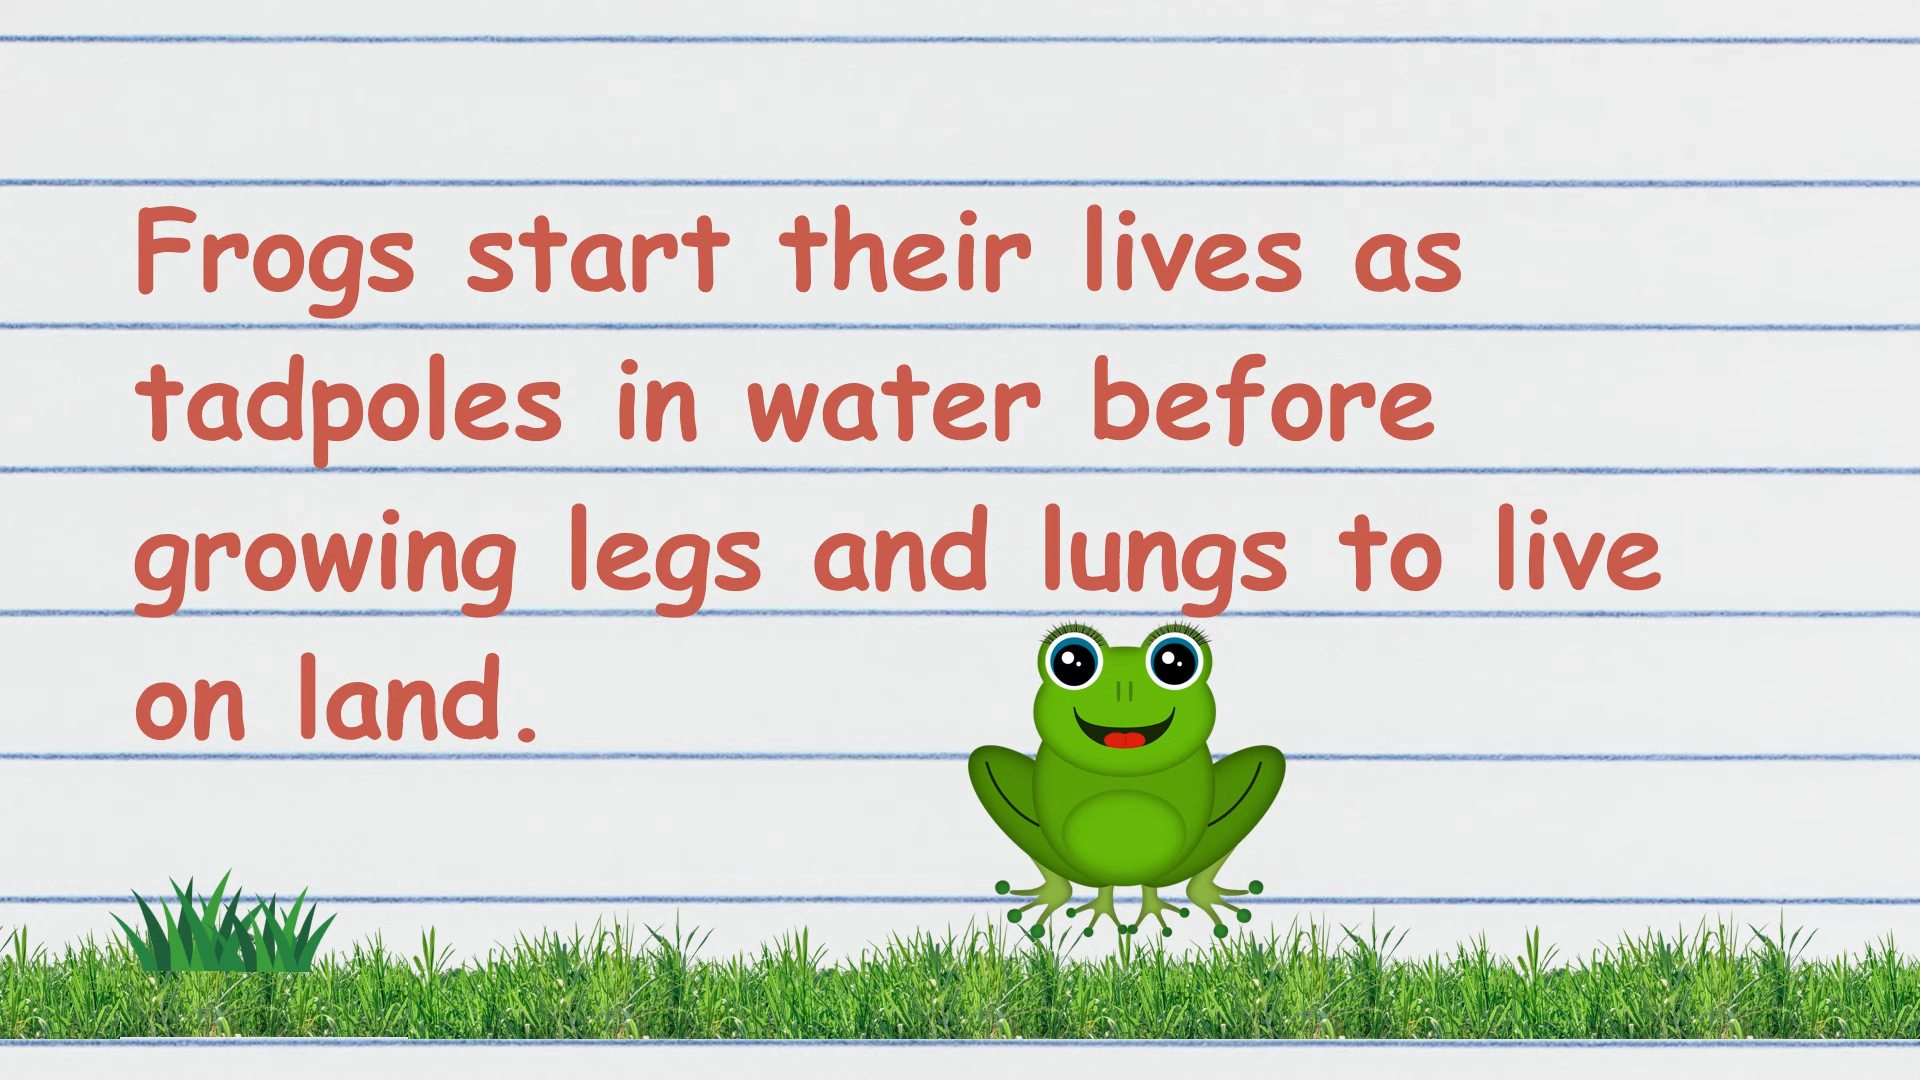 Frogs start their lives as
tadpoles in water before
growing legs and lungs to live
on land.